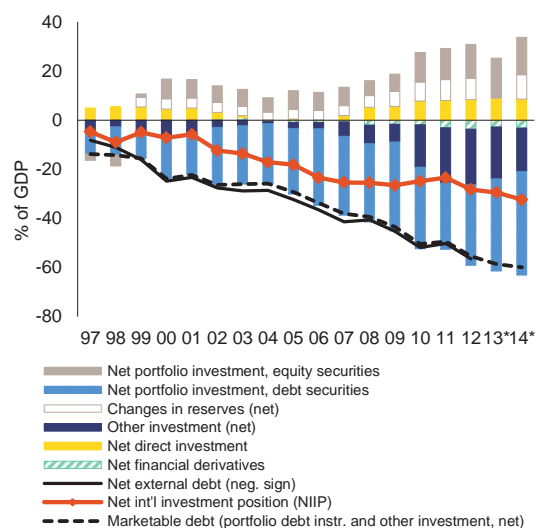 40
20
0
-20
-40
-60
-80
% of GDP
97 98 99 00 01 02 03 04 05 06 07 08 09 10 11 12 13* 14*
Net portfolio investment, equity securities
Net portfolio investment, debt securities
Changes in reserves (net)
Other investment (net)
Net direct investment
Net financial derivatives
Net external debt (neg. sign)
Net int'l investment position (NIIP)
Marketable debt (portfolio debt instr. and other investment, net)